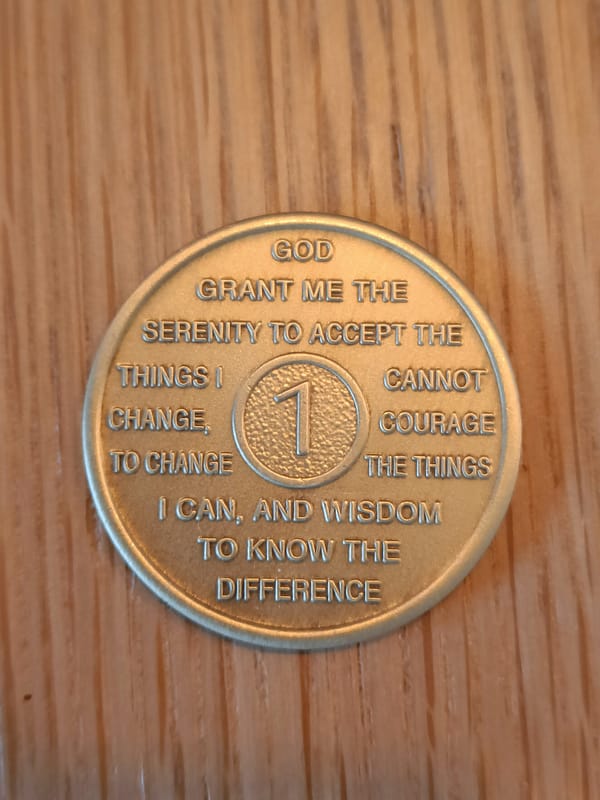 GOD
GRANT ME THE
SERENITY TO ACCEPT THE
THINGS I CANNOT
CHANGE, COURAGE
TO CHANGE THE THINGS
I CAN, AND WISDOM
TO KNOW THE
DIFFERENCE
1